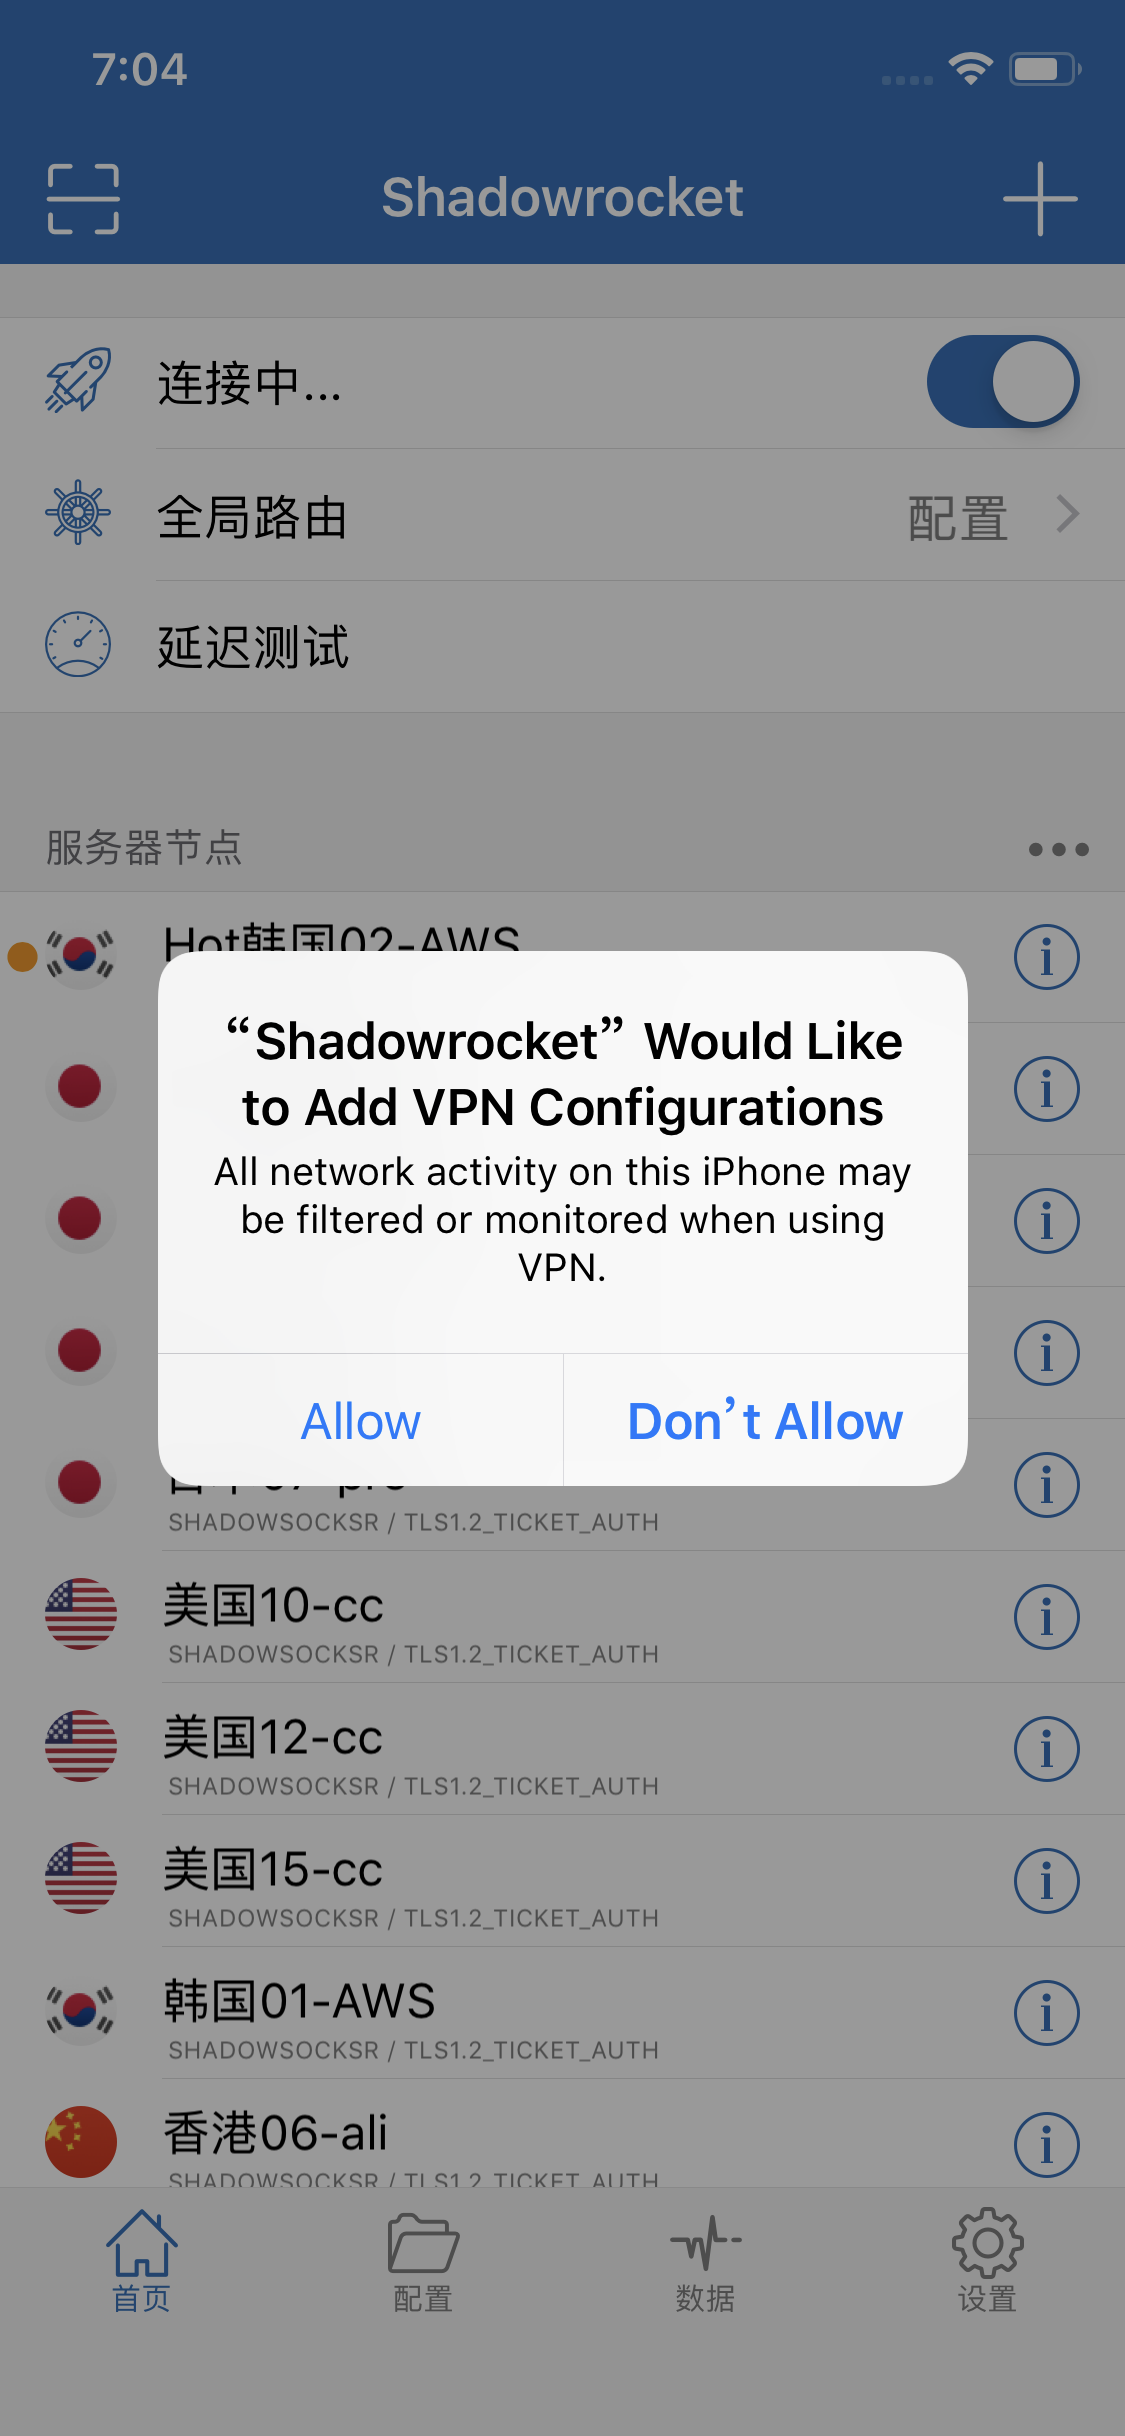 7:04
Shadowrocket
连接中...
全局路由
配置
延迟测试
服务器节点
Hot韩国02-AWS
“Shadowrocket” Would Like
to Add VPN Configurations
All network activity on this iPhone may
be filtered or monitored when using
VPN.
Allow
Don’t Allow
SHADOWSOCKSR / TLS1.2_TICKET_AUTH
美国10-cc
SHADOWSOCKSR / TLS1.2_TICKET_AUTH
美国12-cc
SHADOWSOCKSR / TLS1.2_TICKET_AUTH
美国15-cc
SHADOWSOCKSR / TLS1.2_TICKET_AUTH
韩国01-AWS
SHADOWSOCKSR / TLS1.2_TICKET_AUTH
香港06-ali
SHADOWSOCKSR / TLS1.2_TICKET_AUTH
首页
配置
数据
设置